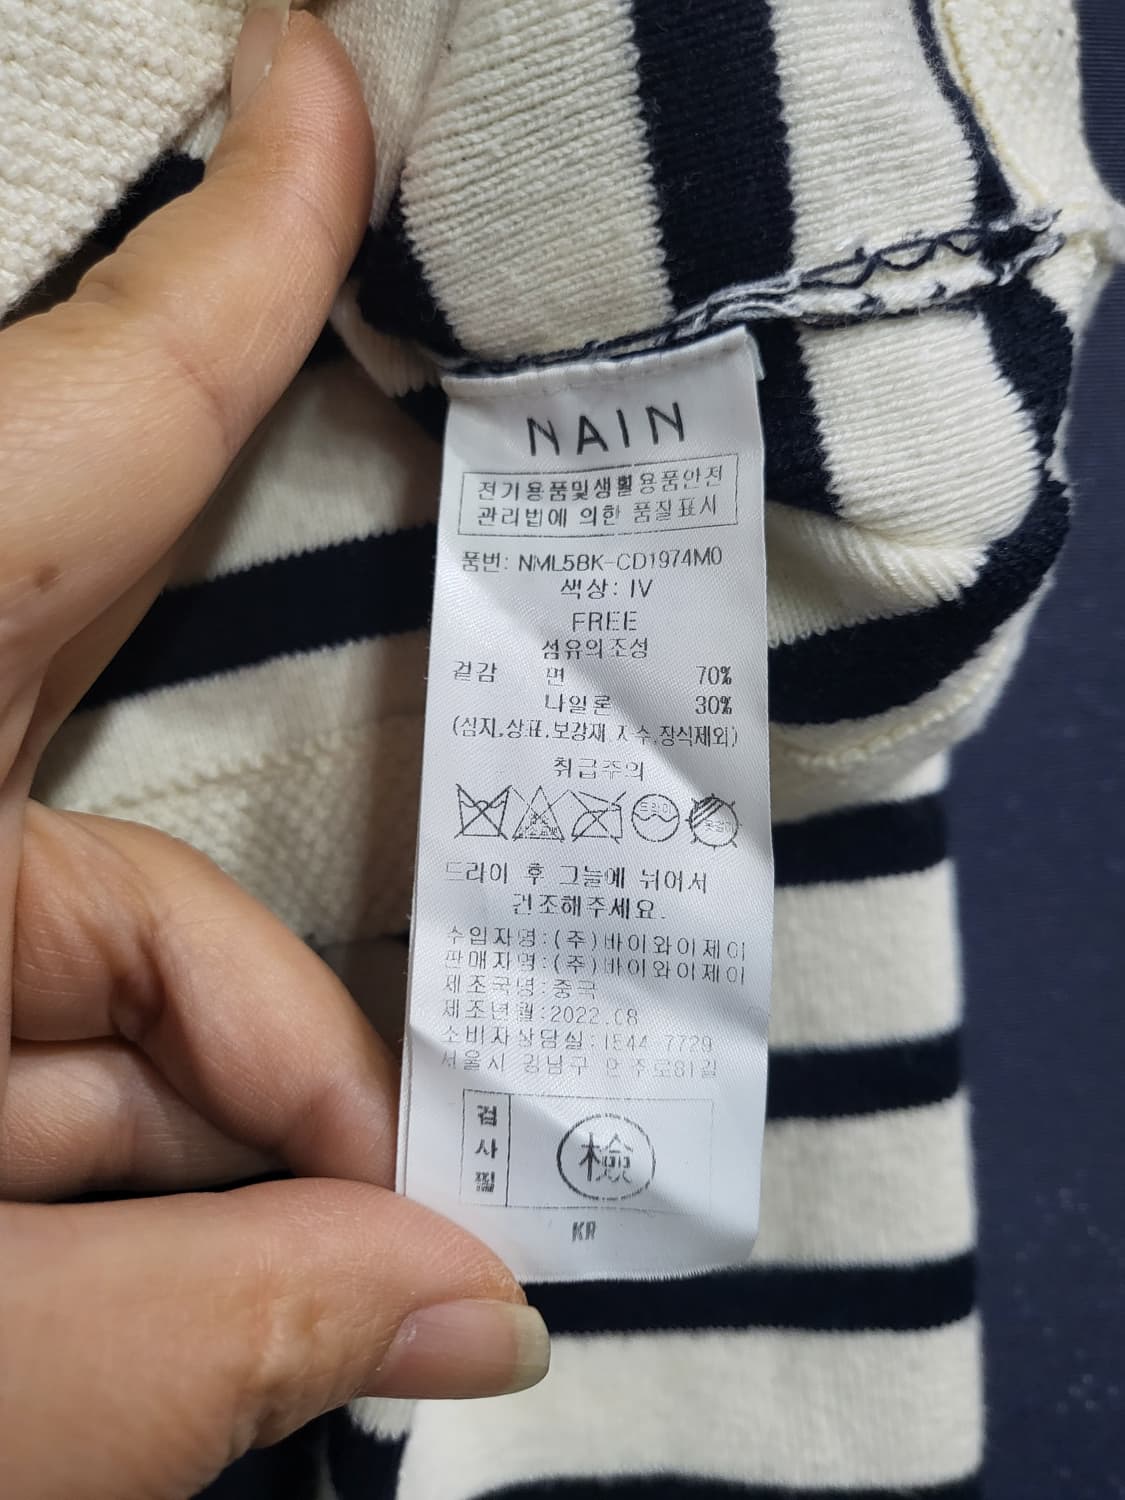 NAIN
전기용품및생활용품안전
관리법에 의한 품질표시
품번: NML5BK-CD1974M0
색상: IV
FREE
섬유의조성
겉감 면 70%
나일론 30%
(심지,상표,보강재,자수,장식제외)
취급주의
드라이
드라이 후 그늘에 뉘어서
건조해주세요.
수입자명:(주)바이와이제이
판매자명:(주)바이와이제이
제조국명:중국
제조년월:2022.08
소비자상담실:1544 7729
서울시 강남구 언주로81길
검사필
檢
KR